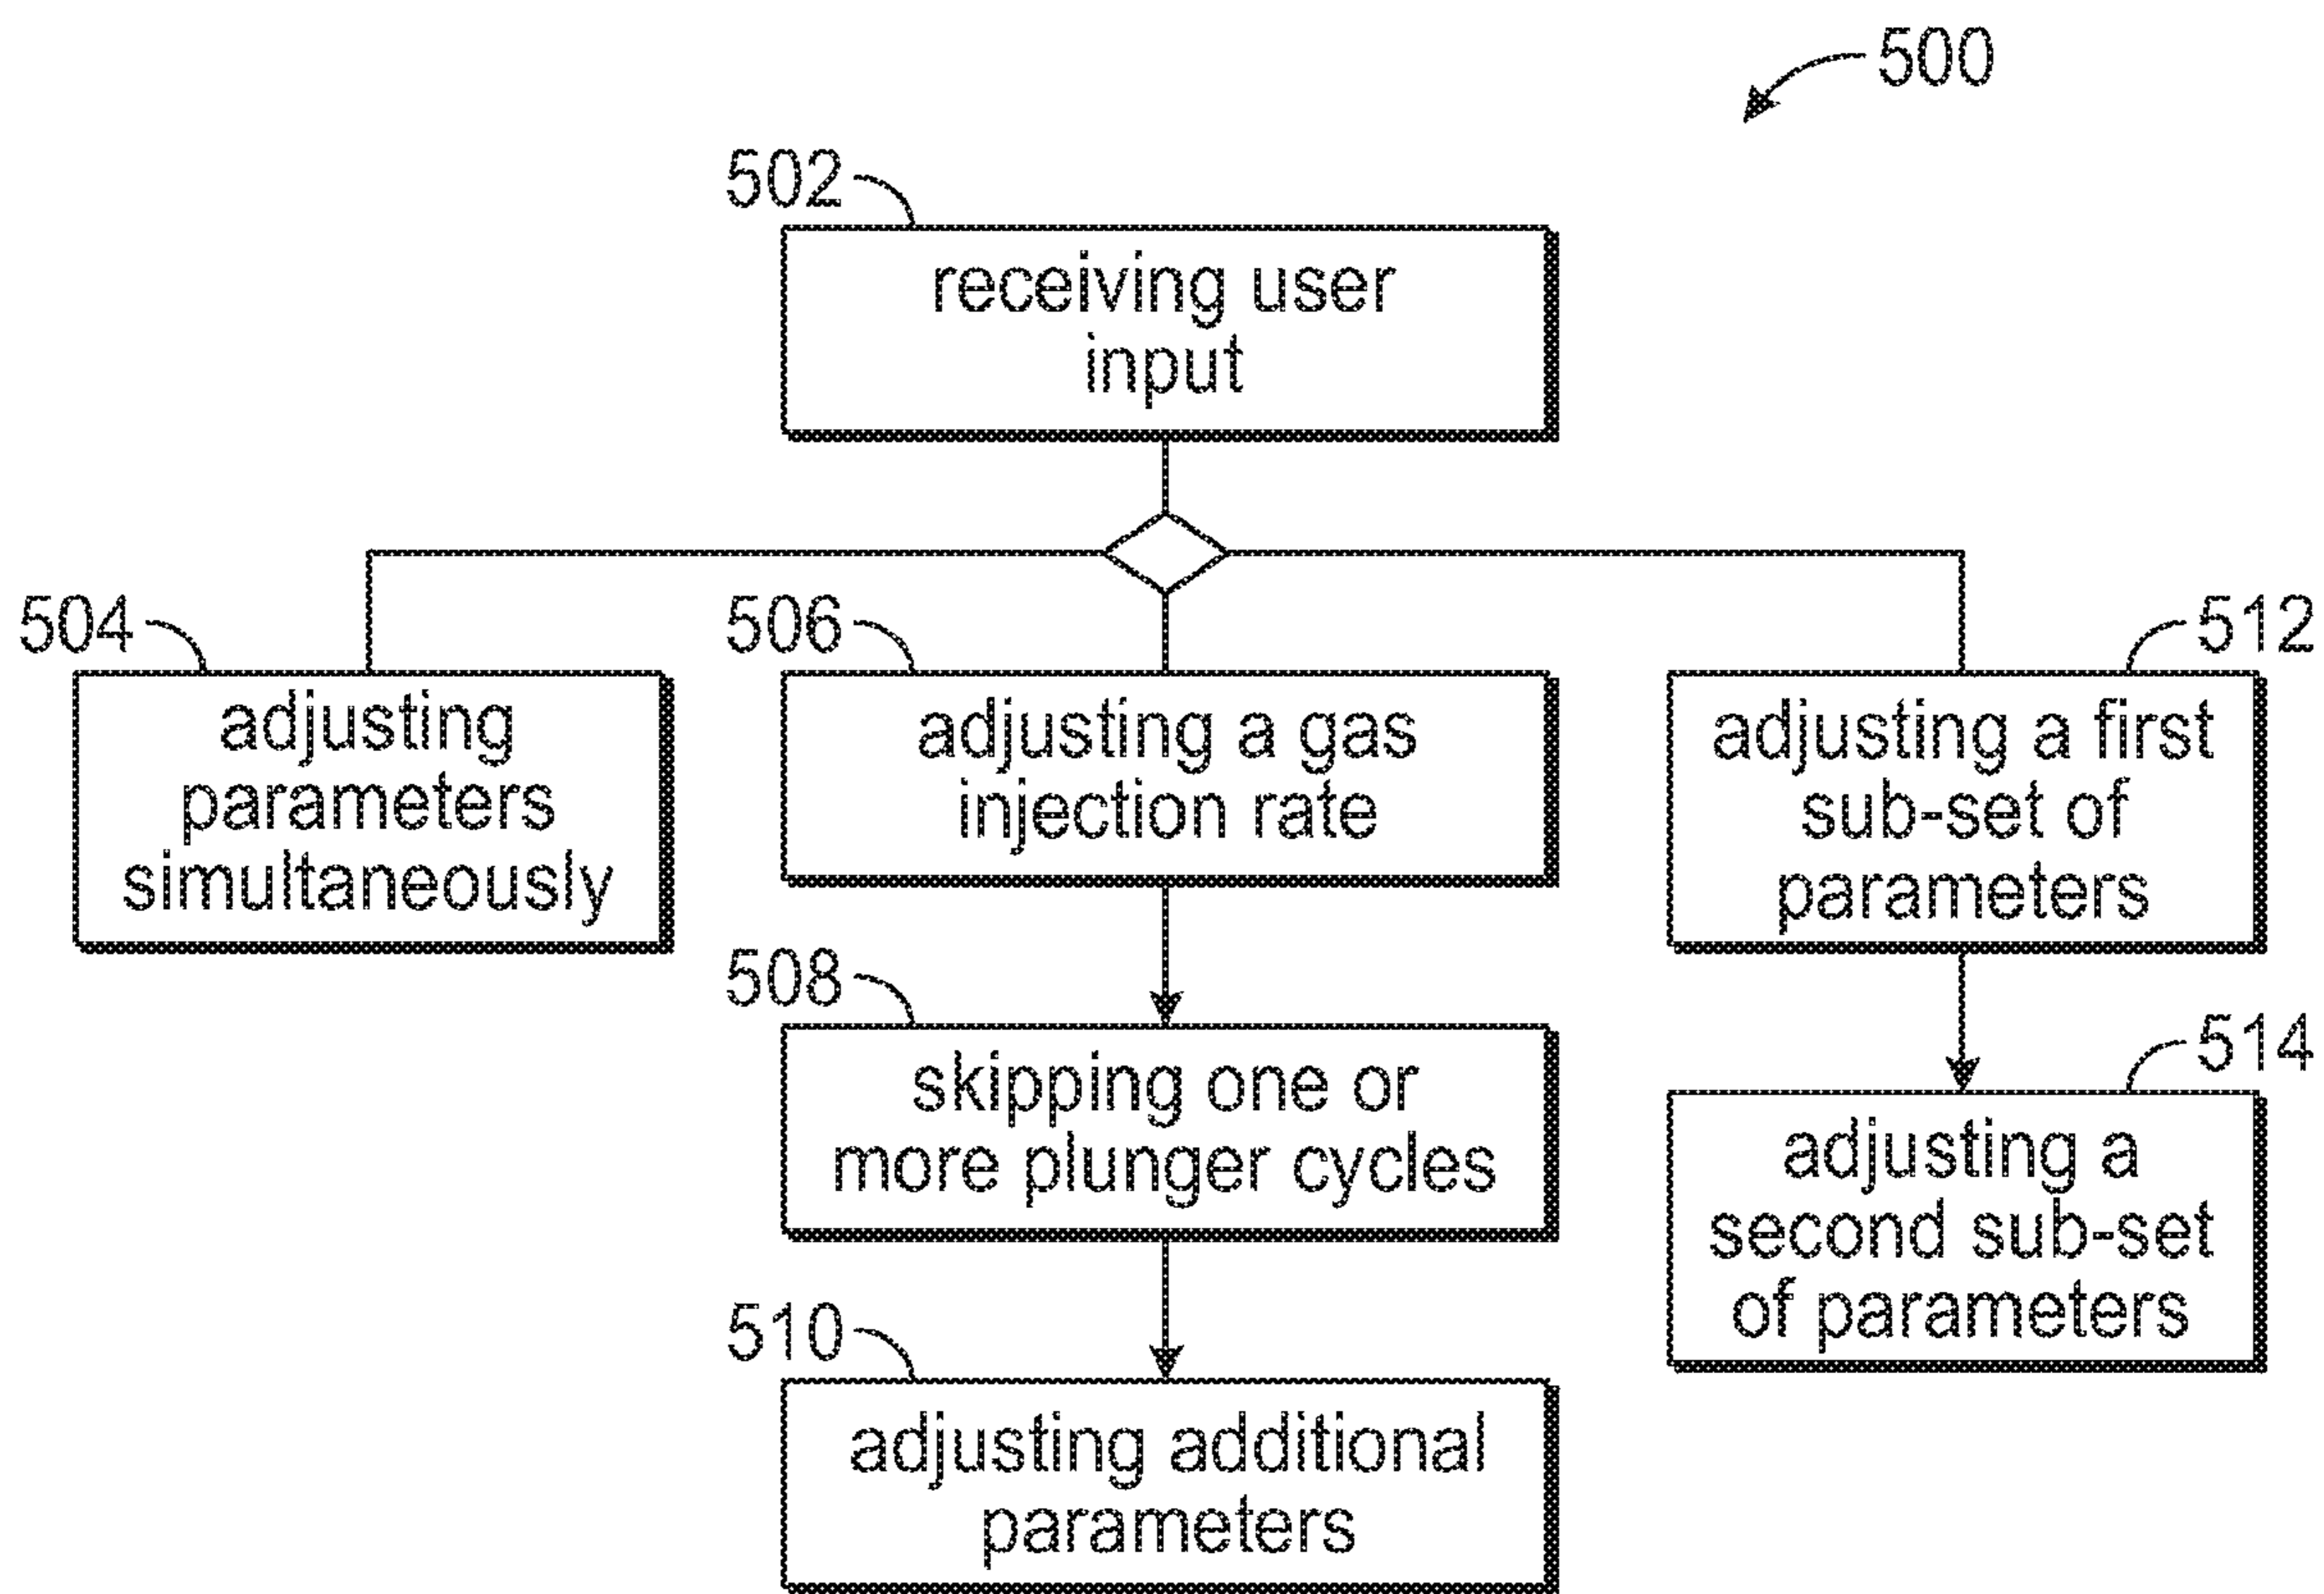 500
502
receiving user
input
504
adjusting
parameters
simultaneously
506
adjusting a gas
injection rate
508
skipping one or
more plunger cycles
510
adjusting additional
parameters
512
adjusting a first
sub-set of
parameters
514
adjusting a
second sub-set
of parameters